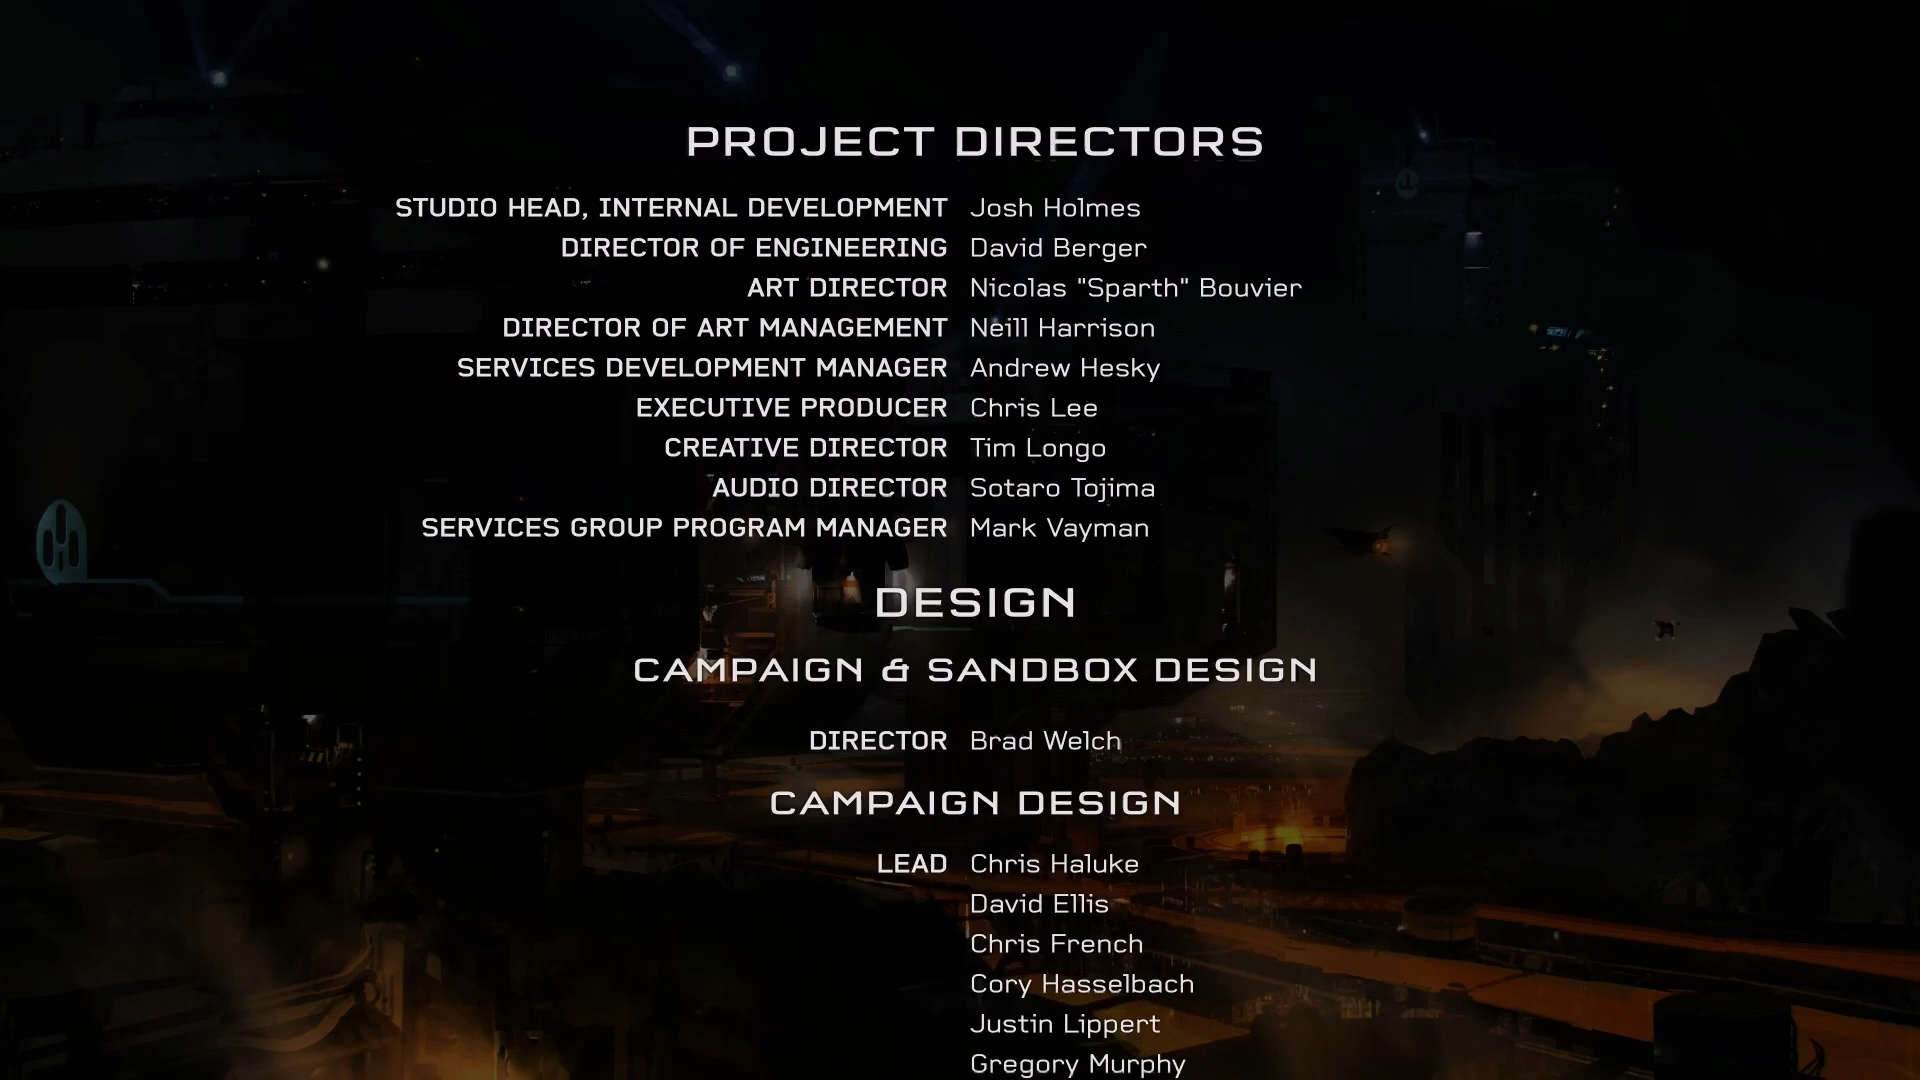 PROJECT DIRECTORS
STUDIO HEAD, INTERNAL DEVELOPMENT Josh Holmes
DIRECTOR OF ENGINEERING David Berger
ART DIRECTOR Nicolas "Sparth" Bouvier
DIRECTOR OF ART MANAGEMENT Neill Harrison
SERVICES DEVELOPMENT MANAGER Andrew Hesky
EXECUTIVE PRODUCER Chris Lee
CREATIVE DIRECTOR Tim Longo
AUDIO DIRECTOR Sotaro Tojima
SERVICES GROUP PROGRAM MANAGER Mark Vayman
DESIGN
CAMPAIGN & SANDBOX DESIGN
DIRECTOR Brad Welch
CAMPAIGN DESIGN
LEAD Chris Haluke
David Ellis
Chris French
Cory Hasselbach
Justin Lippert
Gregory Murphy